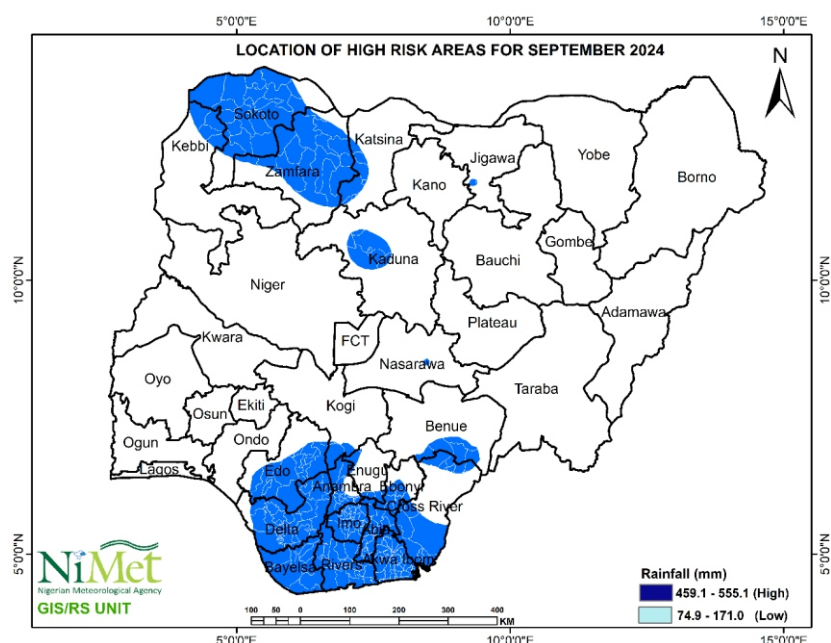 5°0'0"E 10°0'0"E 15°0'0"E
LOCATION OF HIGH RISK AREAS FOR SEPTEMBER 2024
N
Sokoto
Katsina
Kebbi
Jigawa
Yobe
Zamfara
Kano
Borno
Gombe
Kaduna
Bauchi
10°0'0"N 10°0'0"N
Niger
Adamawa
Plateau
Kwara
FCT
Nasarawa
Oyo
Taraba
Ekiti
Kogi
Osun
Benue
Ogun
Ondo
Lagos
Edo
Enugu
Anambra Ebonyi
Cross River
Delta
Imo
Abia
5°0'0"N 5°0'0"N
Bayelsa
Rivers
Akwa Ibom
NiMet
Nigerian Meteorological Agency
GIS/RS UNIT
Rainfall (mm)
459.1 - 555.1 (High)
74.9 - 171.0 (Low)
100 50 0 100 200 300 400
KM
5°0'0"E 10°0'0"E 15°0'0"E